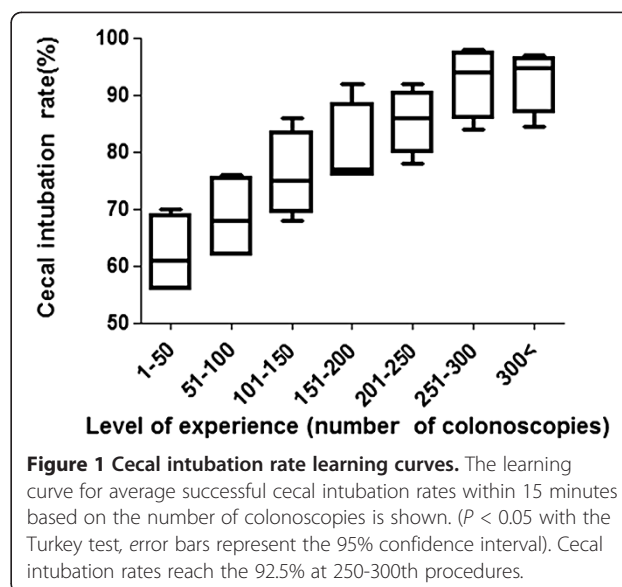 100
90
80
70
60
50
Cecal intubation rate(%)
1-50
51-100
101-150
151-200
201-250
251-300
300<
Level of experience (number of colonoscopies)
Figure 1 Cecal intubation rate learning curves. The learning
curve for average successful cecal intubation rates within 15 minutes
based on the number of colonoscopies is shown. (P < 0.05 with the
Turkey test, error bars represent the 95% confidence interval). Cecal
intubation rates reach the 92.5% at 250-300th procedures.